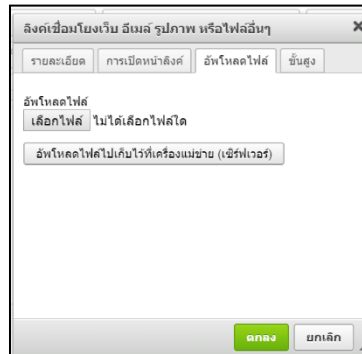 ลิงค์เชื่อมโยงเว็บ อีเมล์ รูปภาพ หรือไฟล์อื่นๆ
รายละเอียด การเปิดหน้าลิงค์ อัพโหลดไฟล์ ขั้นสูง
อัพโหลดไฟล์
เลือกไฟล์ ไม่ได้เลือกไฟล์ใด
อัพโหลดไฟล์ไปเก็บไว้ที่เครื่องแม่ข่าย (เซิร์ฟเวอร์)
ตกลง ยกเลิก